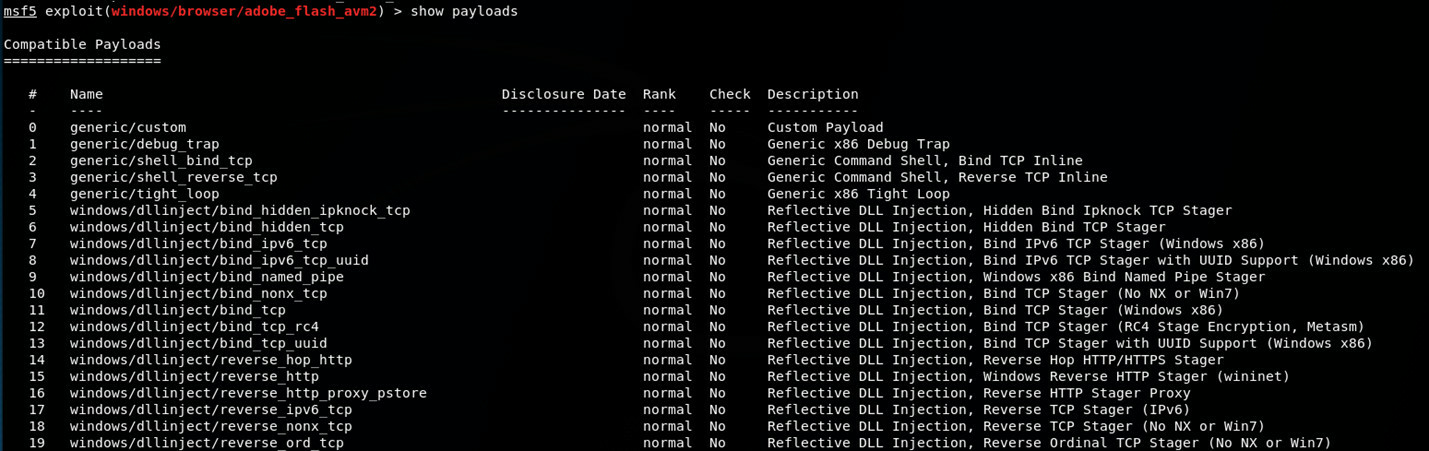 msf5 exploit(windows/browser/adobe_flash_avm2) > show payloads
Compatible Payloads
===================
# Name Disclosure Date Rank Check Description
- ---- --------------- ---- ----- -----------
0 generic/custom normal No Custom Payload
1 generic/debug_trap normal No Generic x86 Debug Trap
2 generic/shell_bind_tcp normal No Generic Command Shell, Bind TCP Inline
3 generic/shell_reverse_tcp normal No Generic Command Shell, Reverse TCP Inline
4 generic/tight_loop normal No Generic x86 Tight Loop
5 windows/dllinject/bind_hidden_ipknock_tcp normal No Reflective DLL Injection, Hidden Bind Ipknock TCP Stager
6 windows/dllinject/bind_hidden_tcp normal No Reflective DLL Injection, Hidden Bind TCP Stager
7 windows/dllinject/bind_ipv6_tcp normal No Reflective DLL Injection, Bind IPv6 TCP Stager (Windows x86)
8 windows/dllinject/bind_ipv6_tcp_uuid normal No Reflective DLL Injection, Bind IPv6 TCP Stager with UUID Support (Windows x86)
9 windows/dllinject/bind_named_pipe normal No Reflective DLL Injection, Windows x86 Bind Named Pipe Stager
10 windows/dllinject/bind_nonx_tcp normal No Reflective DLL Injection, Bind TCP Stager (No NX or Win7)
11 windows/dllinject/bind_tcp normal No Reflective DLL Injection, Bind TCP Stager (Windows x86)
12 windows/dllinject/bind_tcp_rc4 normal No Reflective DLL Injection, Bind TCP Stager (RC4 Stage Encryption, Metasm)
13 windows/dllinject/bind_tcp_uuid normal No Reflective DLL Injection, Bind TCP Stager with UUID Support (Windows x86)
14 windows/dllinject/reverse_hop_http normal No Reflective DLL Injection, Reverse Hop HTTP/HTTPS Stager
15 windows/dllinject/reverse_http normal No Reflective DLL Injection, Windows Reverse HTTP Stager (wininet)
16 windows/dllinject/reverse_http_proxy_pstore normal No Reflective DLL Injection, Reverse HTTP Stager Proxy
17 windows/dllinject/reverse_ipv6_tcp normal No Reflective DLL Injection, Reverse TCP Stager (IPv6)
18 windows/dllinject/reverse_nonx_tcp normal No Reflective DLL Injection, Reverse TCP Stager (No NX or Win7)
19 windows/dllinject/reverse_ord_tcp normal No Reflective DLL Injection, Reverse Ordinal TCP Stager (No NX or Win7)